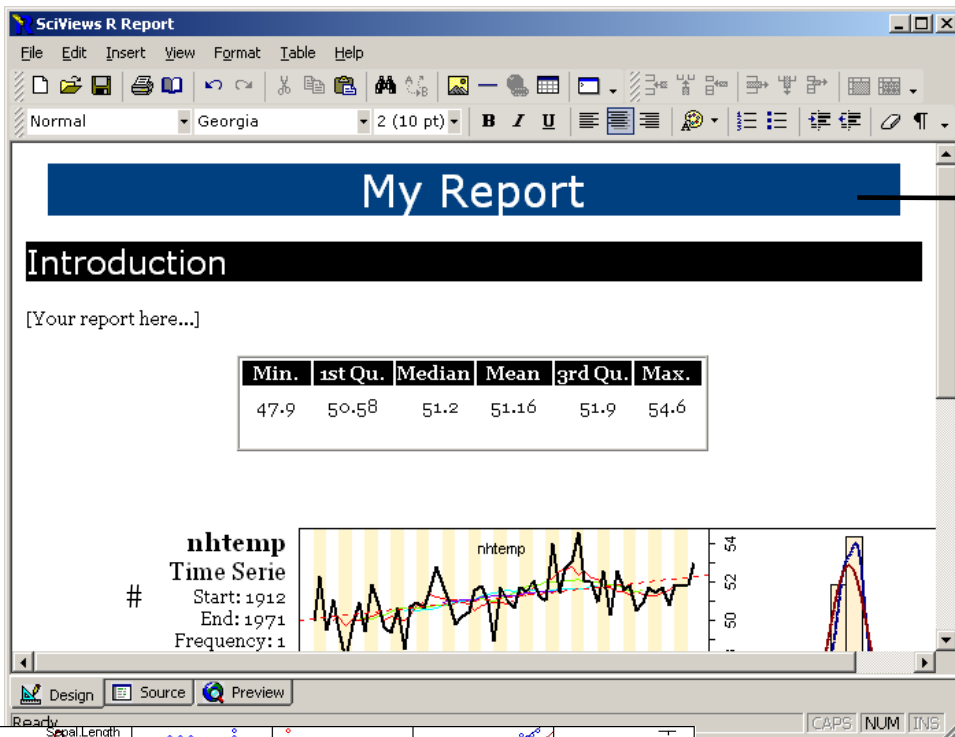 SciViews R Report
File Edit Insert View Format Table Help
Normal Georgia 2 (10 pt) B I U
My Report
Introduction
[Your report here...]
Min. 1st Qu. Median Mean 3rd Qu. Max.
47.9 50.58 51.2 51.16 51.9 54.6
nhtemp
Time Serie
# Start: 1912
End: 1971
Frequency: 1
nhtemp
54
52
50
Design Source Preview
Ready CAPS NUM INS
Sepal.Length